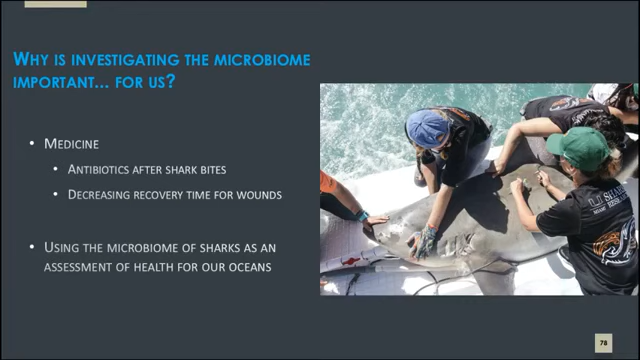 WHY IS INVESTIGATING THE MICROBIOME
IMPORTANT... FOR US?
• MEDICINE
• ANTIBIOTICS AFTER SHARK BITES
• DECREASING RECOVERY TIME FOR WOUNDS
• USING THE MICROBIOME OF SHARKS AS AN
ASSESSMENT OF HEALTH FOR OUR OCEANS
78